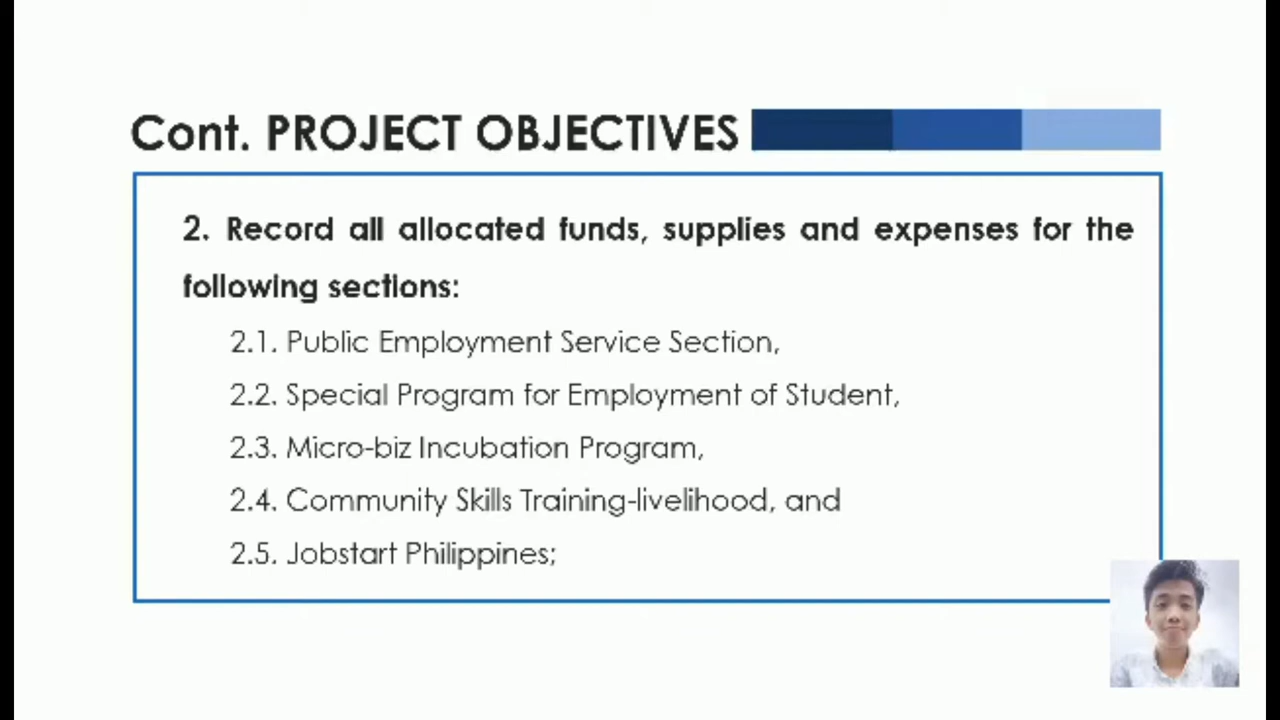 Cont. PROJECT OBJECTIVES
2. Record all allocated funds, supplies and expenses for the
following sections:
2.1. Public Employment Service Section,
2.2. Special Program for Employment of Student,
2.3. Micro-biz Incubation Program,
2.4. Community Skills Training-livelihood, and
2.5. Jobstart Philippines;